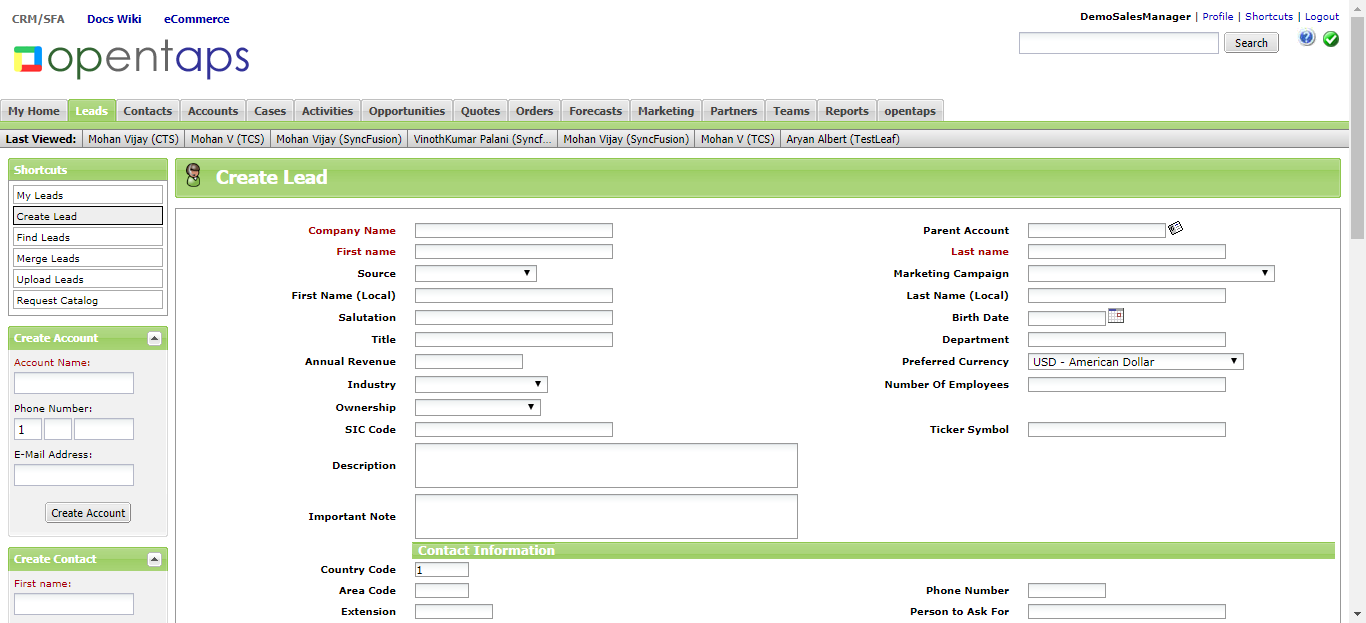 CRM/SFA Docs Wiki eCommerce
DemoSalesManager | Profile | Shortcuts | Logout
opentaps
Search
My Home Leads Contacts Accounts Cases Activities Opportunities Quotes Orders Forecasts Marketing Partners Teams Reports opentaps
Last Viewed: Mohan Vijay (CTS) Mohan V (TCS) Mohan Vijay (SyncFusion) VinothKumar Palani (Syncf... Mohan Vijay (SyncFusion) Mohan V (TCS) Aryan Albert (TestLeaf)
Shortcuts
My Leads
Create Lead
Find Leads
Merge Leads
Upload Leads
Request Catalog
Create Account
Account Name:
Phone Number:
1
E-Mail Address:
Create Account
Create Contact
First name:
Create Lead
Company Name Parent Account
First name Last name
Source Marketing Campaign
First Name (Local) Last Name (Local)
Salutation Birth Date
Title Department
Annual Revenue Preferred Currency USD - American Dollar
Industry Number Of Employees
Ownership
SIC Code Ticker Symbol
Description
Important Note
Contact Information
Country Code 1
Area Code Phone Number
Extension Person to Ask For